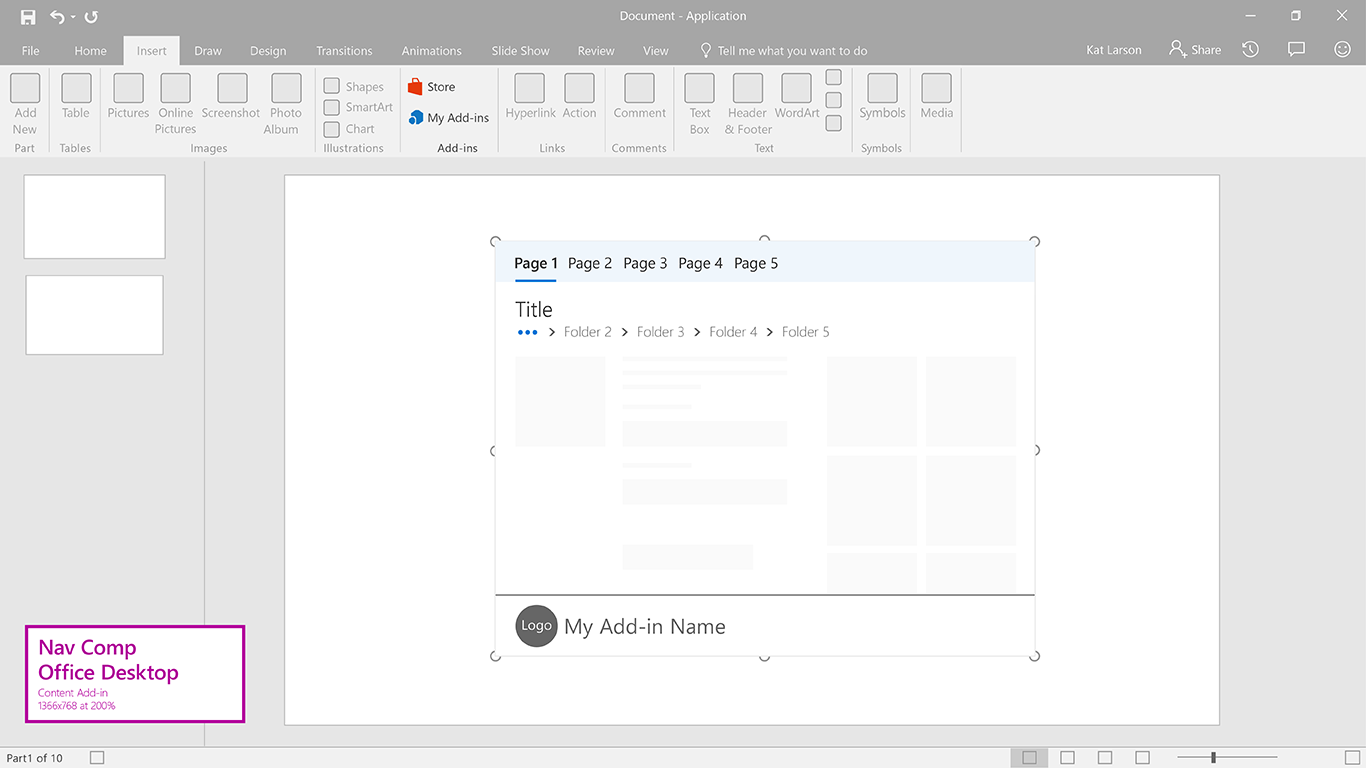 Document - Application
File Home Insert Draw Design Transitions Animations Slide Show Review View Tell me what you want to do Kat Larson Share
Add New
Table
Pictures
Online Pictures
Screenshot
Photo Album
Shapes
SmartArt
Chart
Store
My Add-ins
Hyperlink
Action
Comment
Text Box
Header & Footer
WordArt
Symbols
Media
Part Tables Images Illustrations Add-ins Links Comments Text Symbols
Page 1 Page 2 Page 3 Page 4 Page 5
Title
••• > Folder 2 > Folder 3 > Folder 4 > Folder 5
Logo My Add-in Name
Nav Comp
Office Desktop
Content Add-in
1366x768 at 200%
Part1 of 10